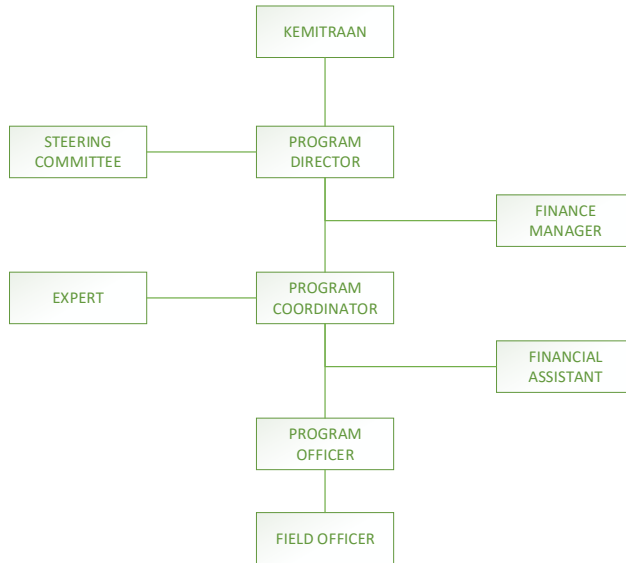 KEMITRAAN
STEERING
COMMITTEE
PROGRAM
DIRECTOR
FINANCE
MANAGER
EXPERT
PROGRAM
COORDINATOR
FINANCIAL
ASSISTANT
PROGRAM
OFFICER
FIELD OFFICER